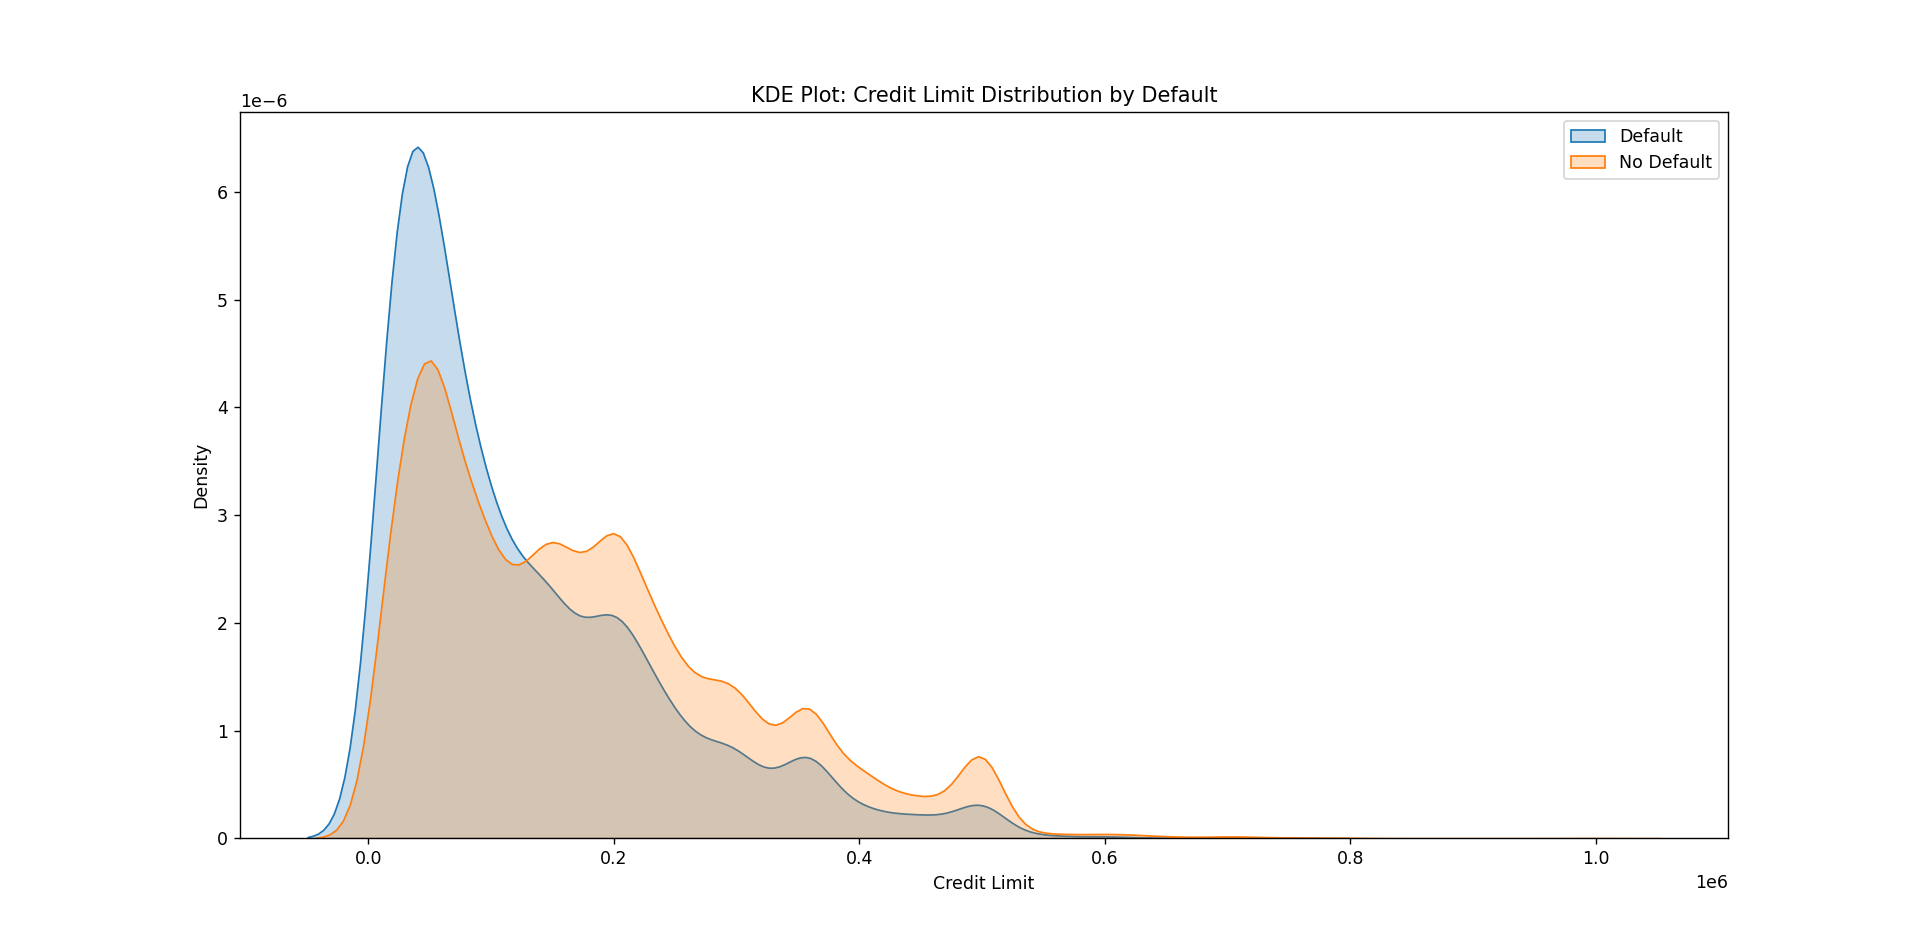 KDE Plot: Credit Limit Distribution by Default
1e−6
Default
No Default
6
5
4
3
2
1
0
Density
0.0 0.2 0.4 0.6 0.8 1.0
Credit Limit
1e6